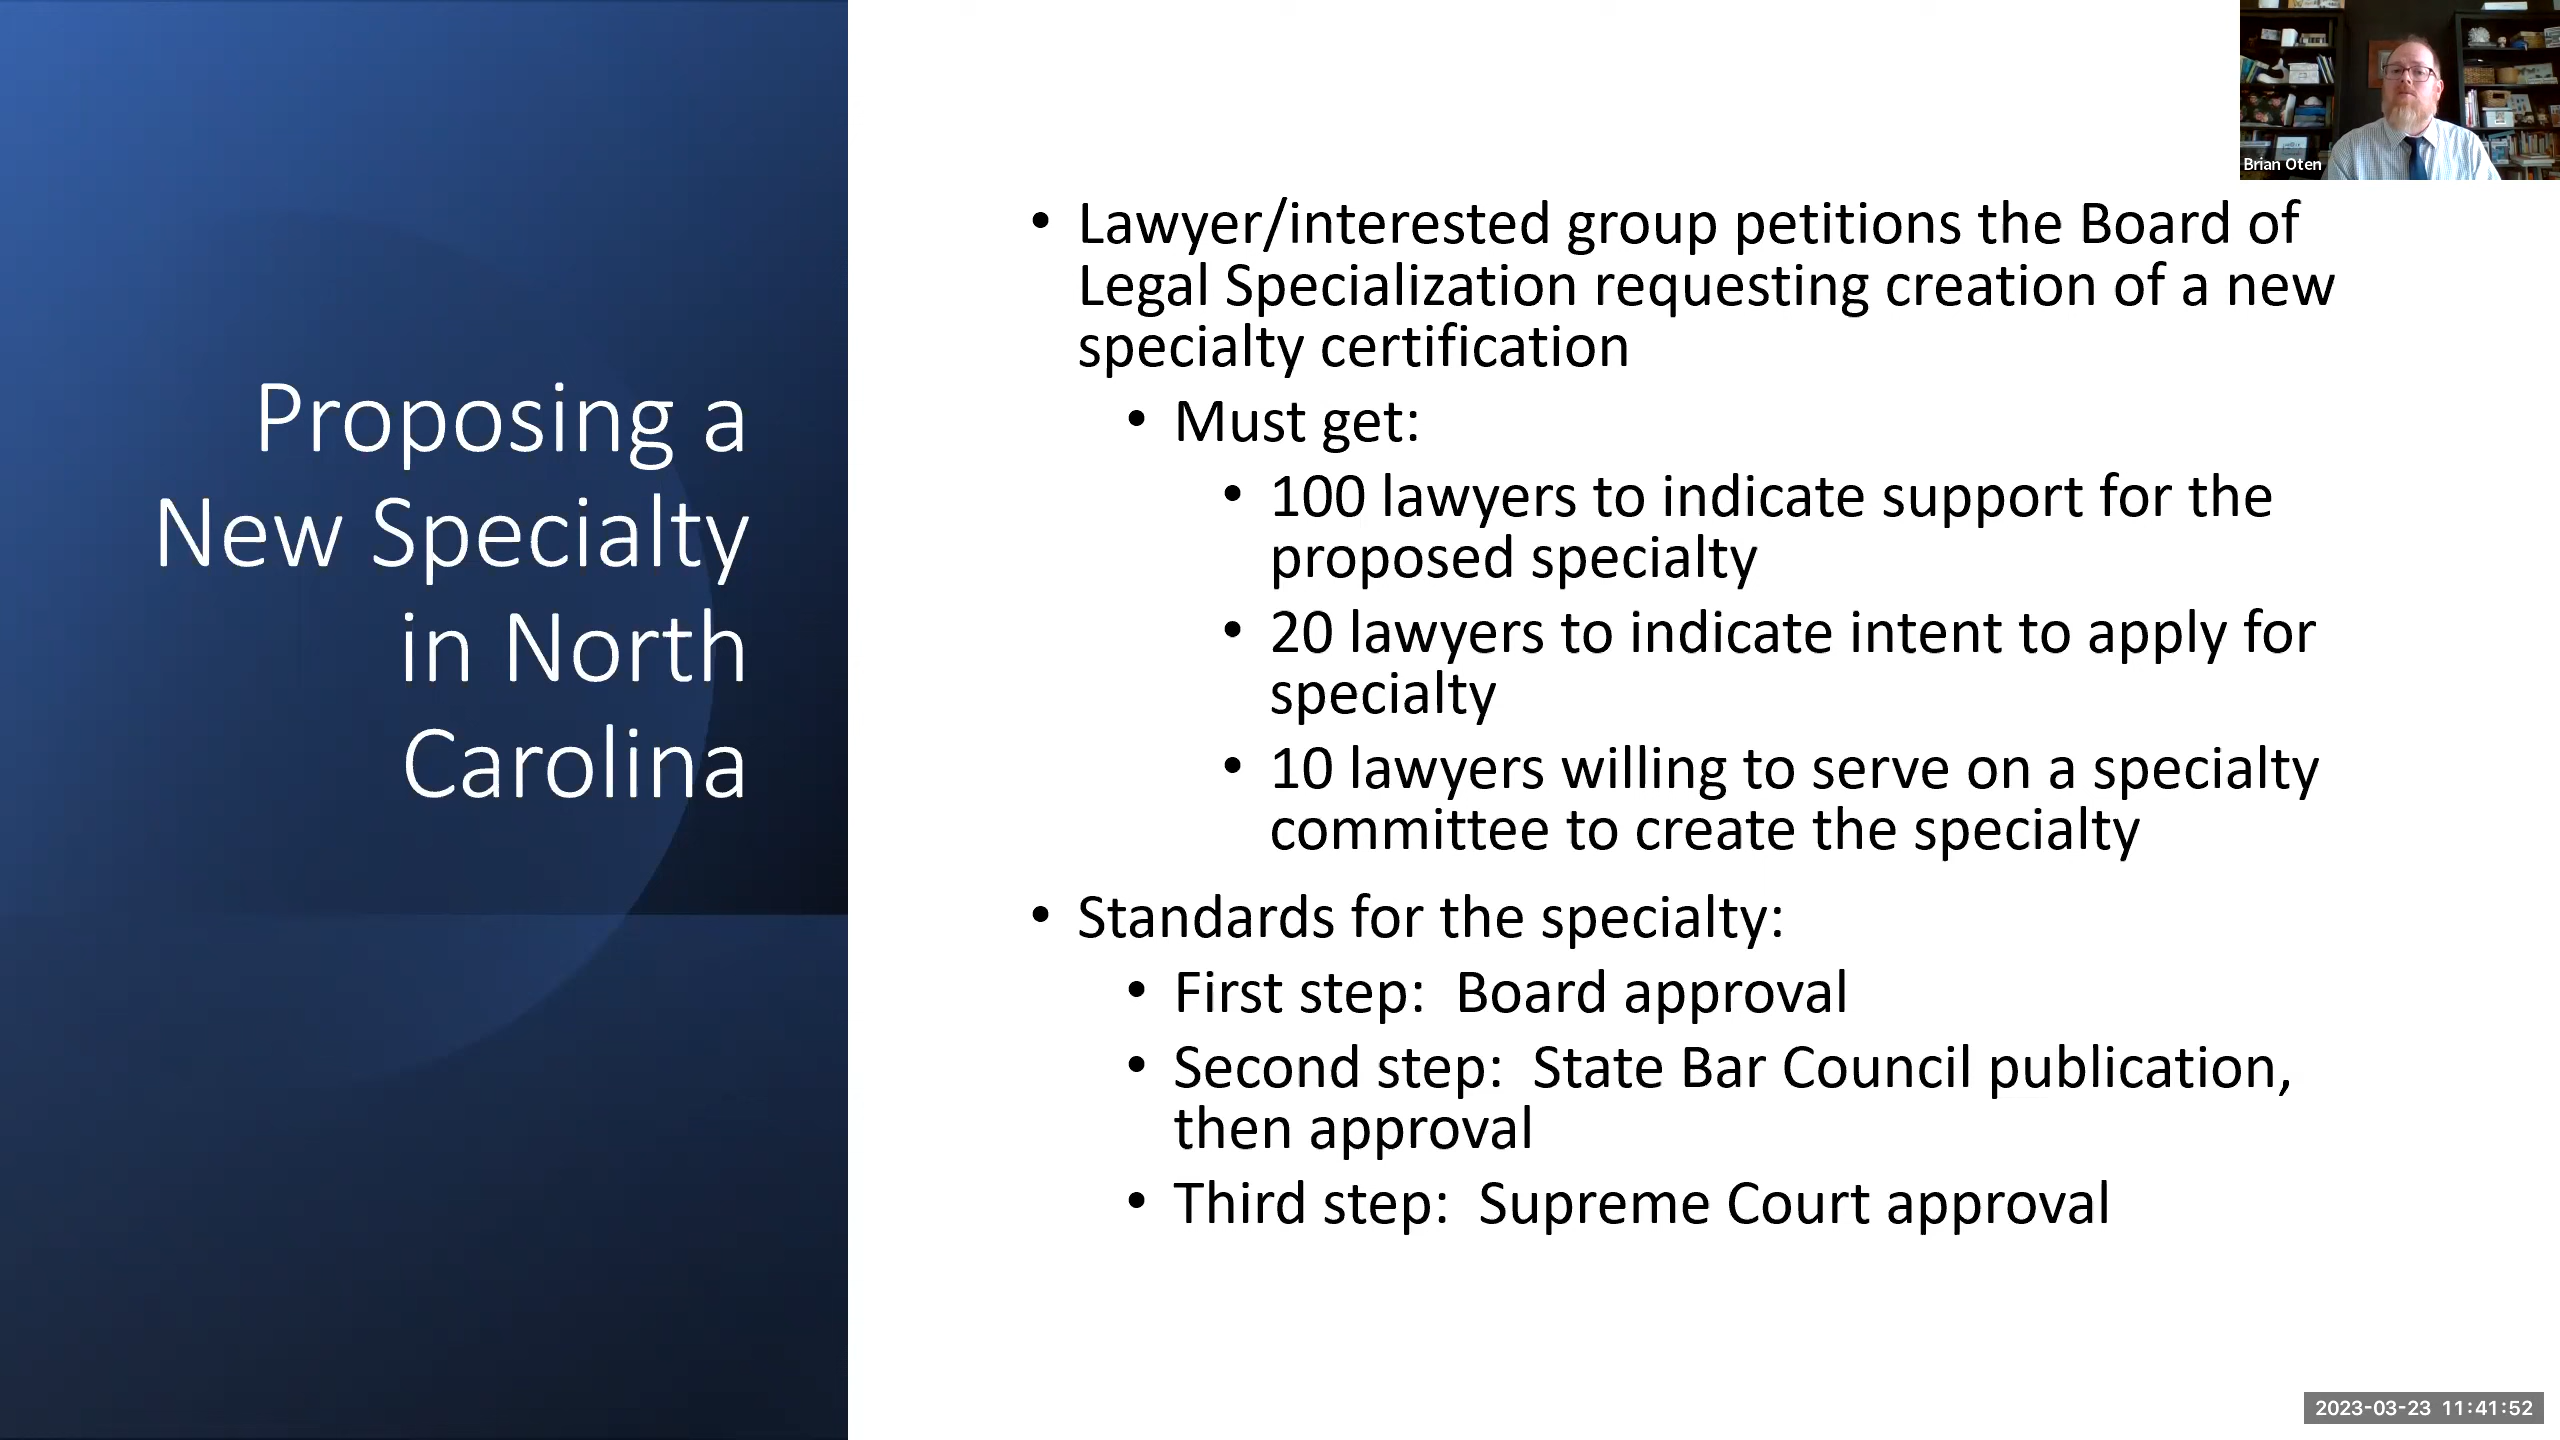 Proposing a
New Specialty
in North
Carolina
• Lawyer/interested group petitions the Board of
Legal Specialization requesting creation of a new
specialty certification
• Must get:
• 100 lawyers to indicate support for the
proposed specialty
• 20 lawyers to indicate intent to apply for
specialty
• 10 lawyers willing to serve on a specialty
committee to create the specialty
• Standards for the specialty:
• First step:  Board approval
• Second step:  State Bar Council publication,
then approval
• Third step:  Supreme Court approval
Brian Oten
2023-03-23 11:41:52